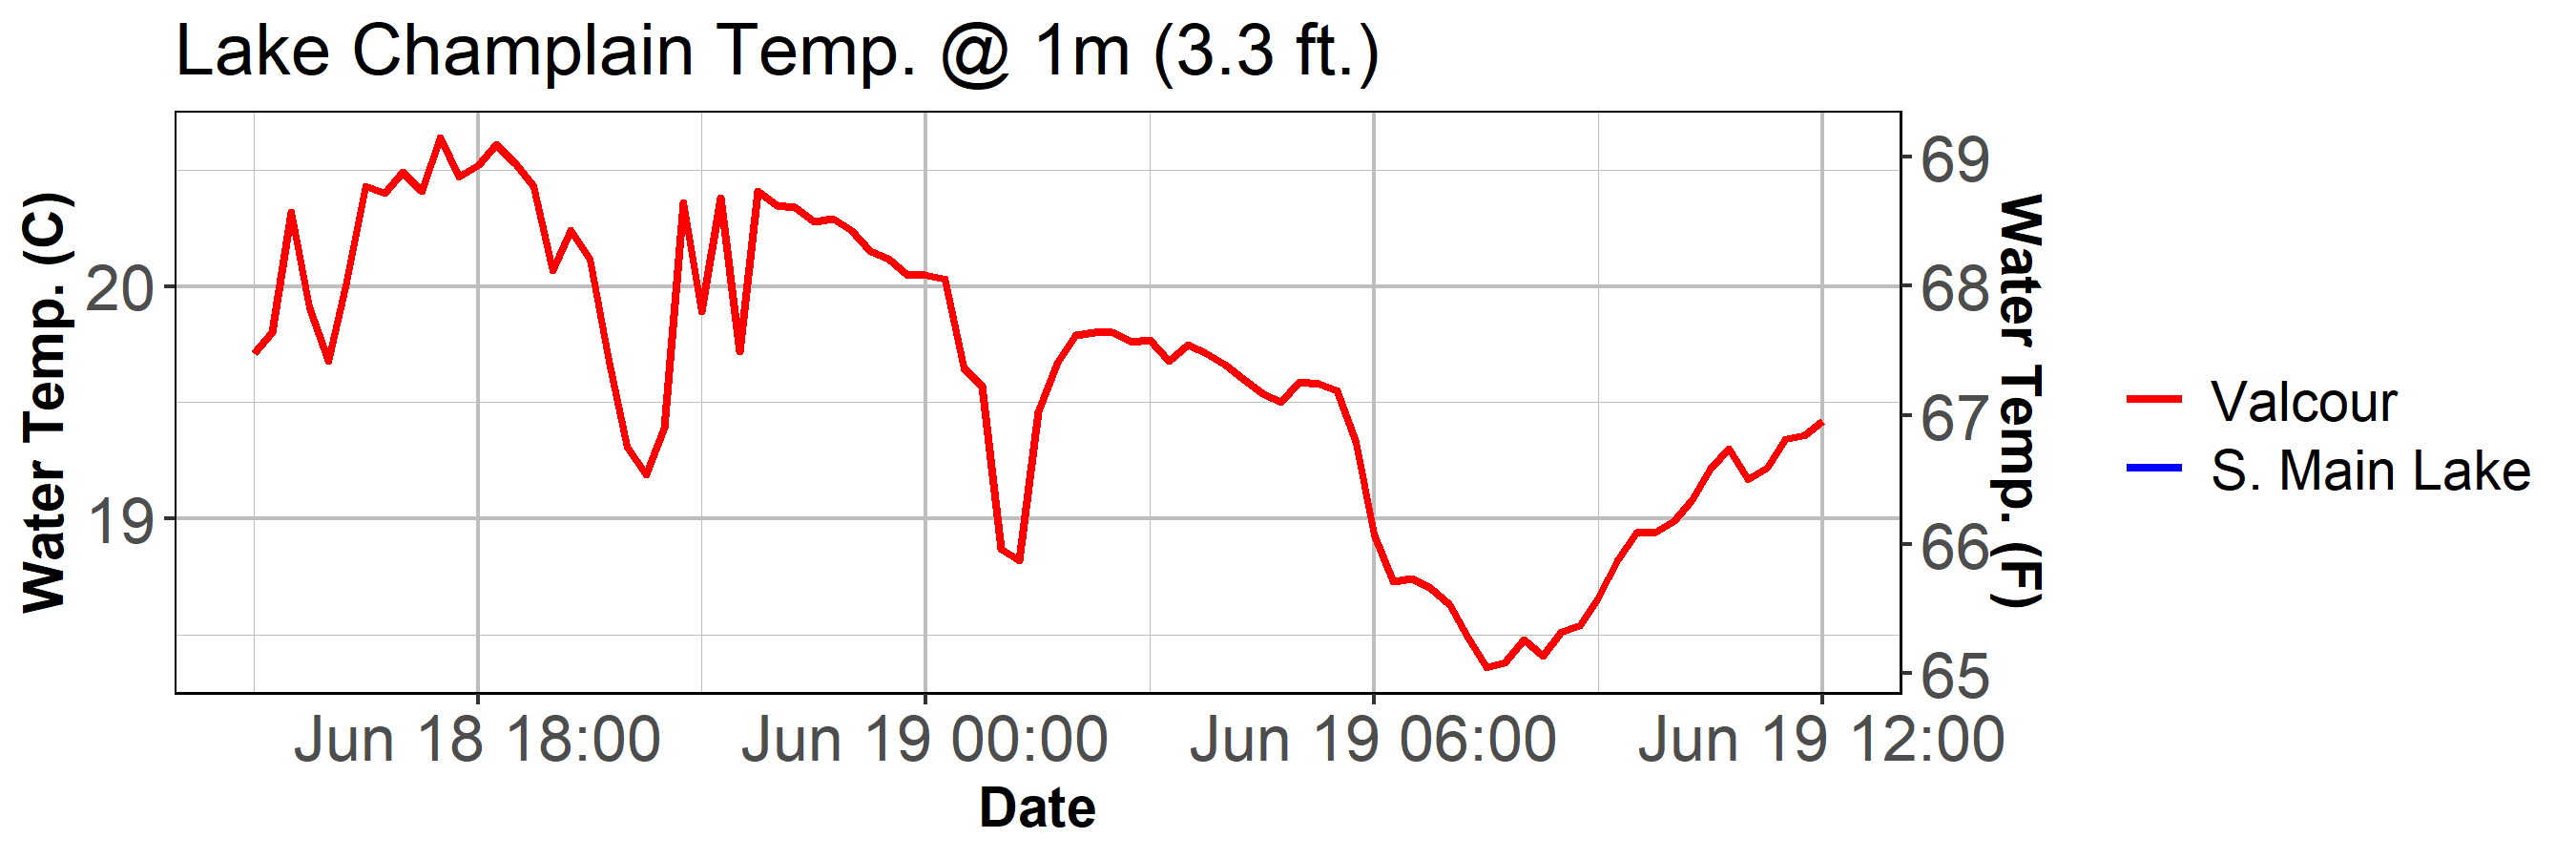 Lake Champlain Temp. @ 1m (3.3 ft.)
Water Temp. (C)
20
19
69
68
67
66
65
Water Temp. (F)
Jun 18 18:00 Jun 19 00:00 Jun 19 06:00 Jun 19 12:00
Date
Valcour
S. Main Lake